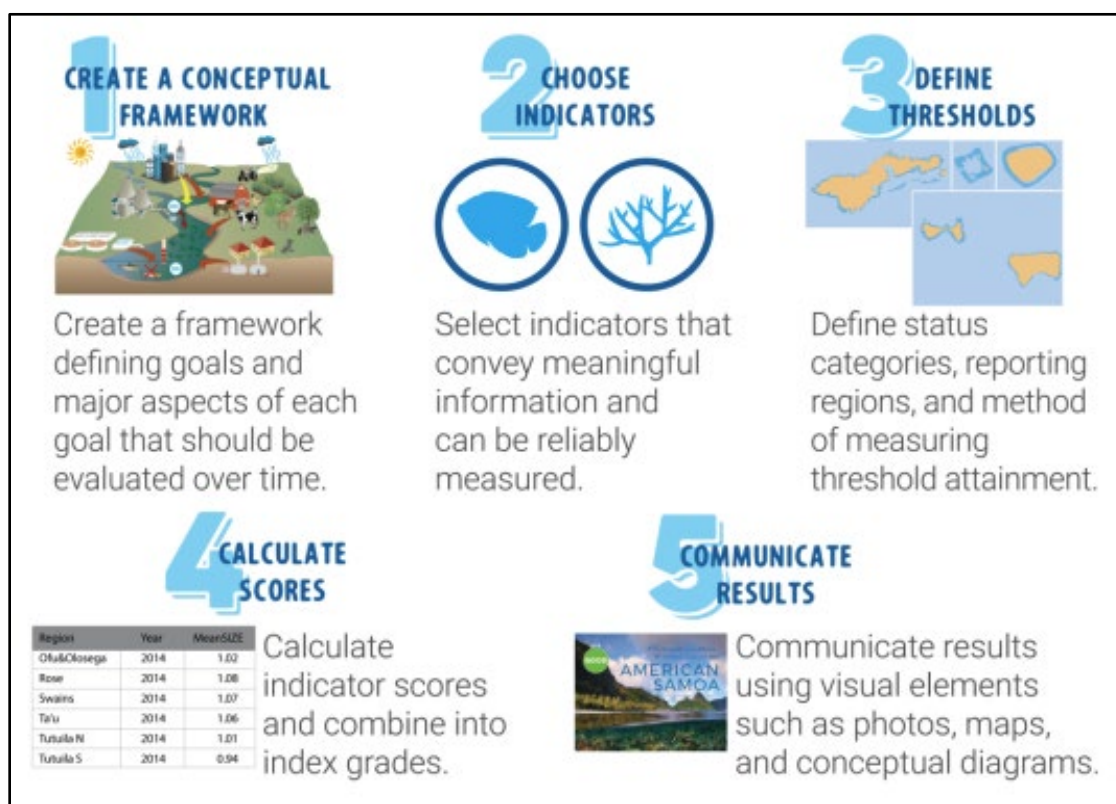 1
CREATE A CONCEPTUAL
FRAMEWORK
Create a framework
defining goals and
major aspects of each
goal that should be
evaluated over time.
2
CHOOSE
INDICATORS
Select indicators that
convey meaningful
information and
can be reliably
measured.
3
DEFINE
THRESHOLDS
Define status
categories, reporting
regions, and method
of measuring
threshold attainment.
4
CALCULATE
SCORES
Region Year MeanSIZE
Ofu&Olosega 2014 1.02
Rose 2014 1.08
Swains 2014 1.07
Ta'u 2014 1.06
Tutuila N 2014 1.01
Tutuila S 2014 0.94
Calculate
indicator scores
and combine into
index grades.
5
COMMUNICATE
RESULTS
GOOD
AMERICAN
SAMOA
Communicate results
using visual elements
such as photos, maps,
and conceptual diagrams.